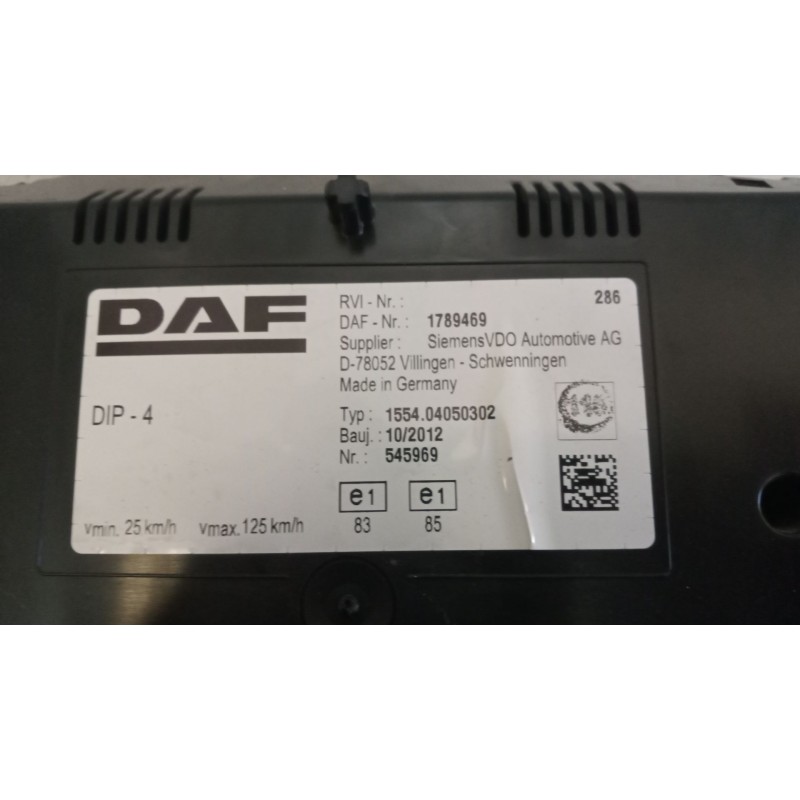 DAF
RVI - Nr. : 286
DAF - Nr. : 1789469
Supplier : SiemensVDO Automotive AG
D-78052 Villingen - Schwenningen
Made in Germany
DIP - 4
Typ : 1554.04050302
Bauj. : 10/2012
Nr. : 545969
e1 e1
83 85
vmin. 25 km/h vmax. 125 km/h